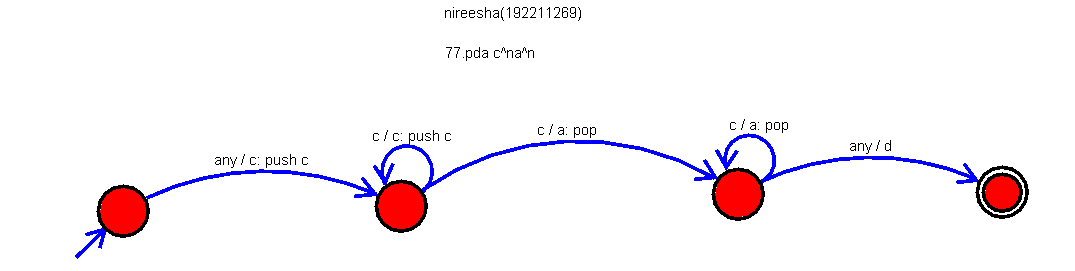 nireesha(192211269)
77.pda c^na^n
any / c: push c
c / c: push c
c / a: pop
c / a: pop
any / d